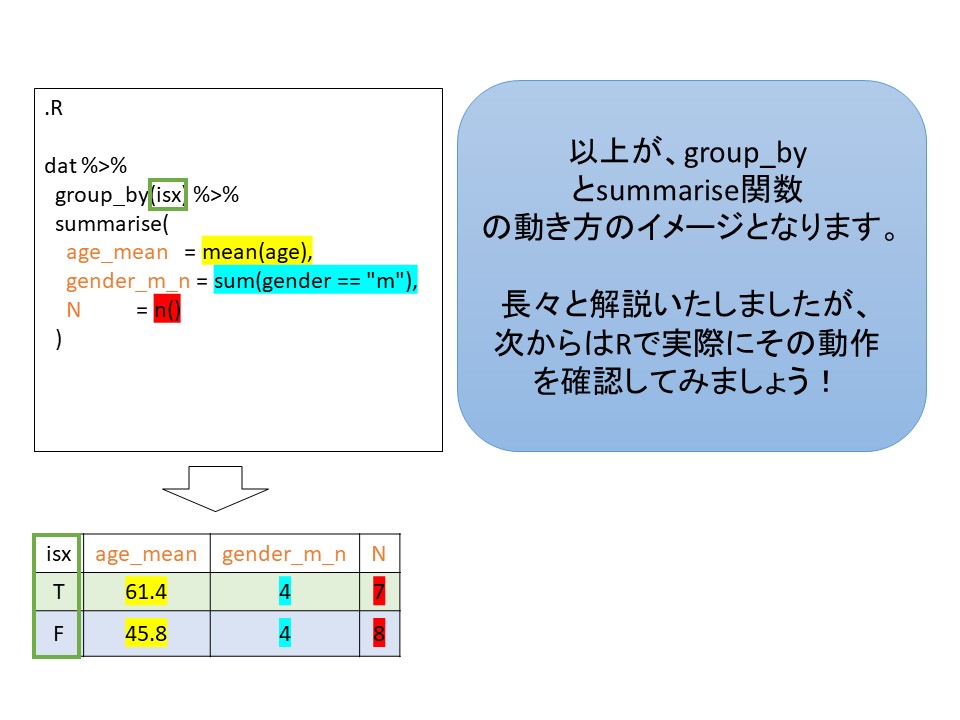 .R
dat %>%
group_by(isx) %>%
summarise(
age_mean = mean(age),
gender_m_n = sum(gender == "m"),
N = n()
)
以上が、group_by
とsummarise関数
の動き方のイメージとなります。
長々と解説いたしましたが、
次からはRで実際にその動作
を確認してみましょう！
isx age_mean gender_m_n N
T 61.4 4 7
F 45.8 4 8